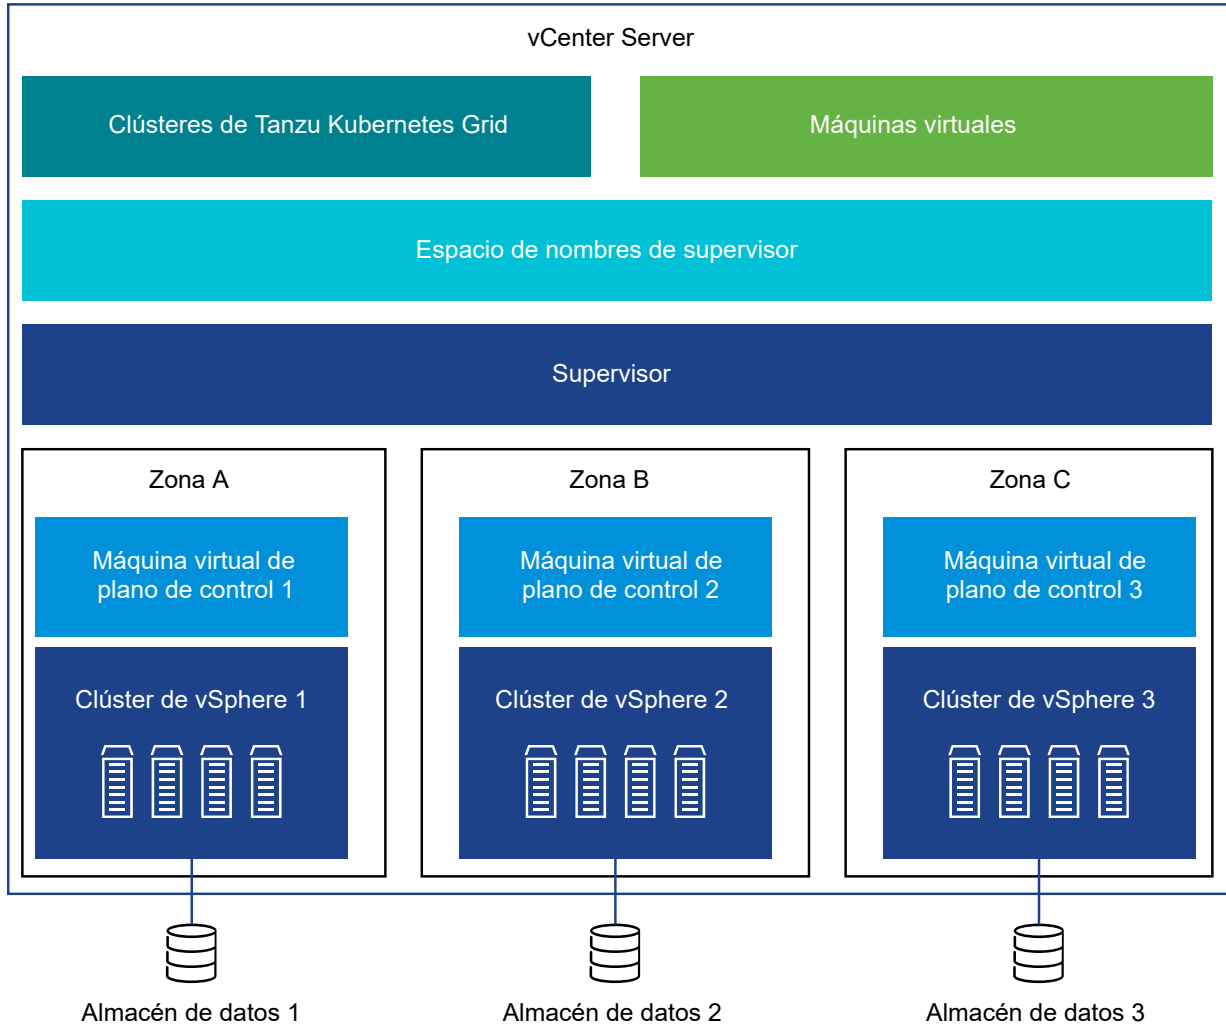 vCenter Server
Clústeres de Tanzu Kubernetes Grid
Máquinas virtuales
Espacio de nombres de supervisor
Supervisor
Zona A
Máquina virtual de
plano de control 1
Clúster de vSphere 1
Zona B
Máquina virtual de
plano de control 2
Clúster de vSphere 2
Zona C
Máquina virtual de
plano de control 3
Clúster de vSphere 3
Almacén de datos 1
Almacén de datos 2
Almacén de datos 3